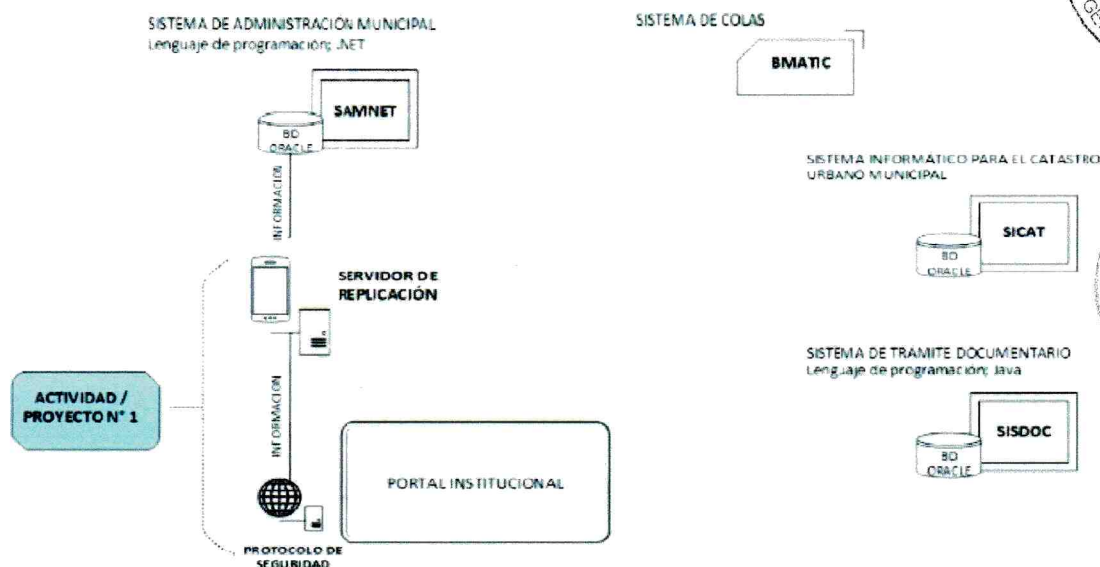 SISTEMA DE ADMINISTRACIÓN MUNICIPAL
Lenguaje de programación; .NET
SAMNET
BD
ORACLE
INFORMACIÓN
SERVIDOR DE
REPLICACIÓN
INFORMACIÓN
ACTIVIDAD /
PROYECTO N° 1
PORTAL INSTITUCIONAL
PROTOCOLO DE
SEGURIDAD
SISTEMA DE COLAS
BMATIC
SISTEMA INFORMÁTICO PARA EL CATASTRO
URBANO MUNICIPAL
SICAT
BD
ORACLE
SISTEMA DE TRAMITE DOCUMENTARIO
Lenguaje de programación; Java
SISDOC
BD
ORACLE